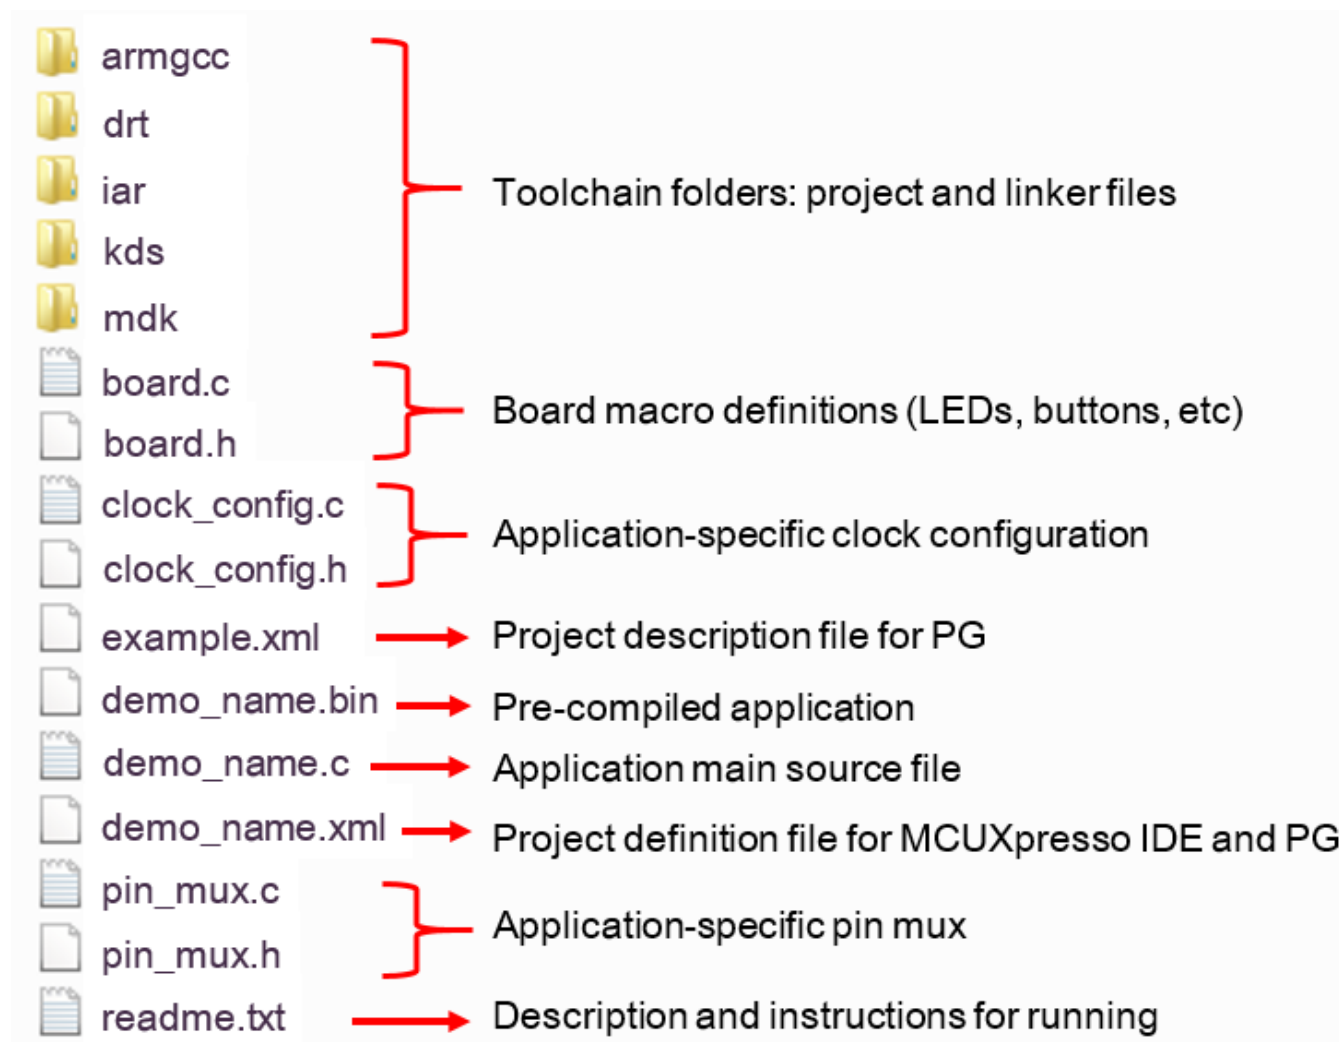 armgcc
drt
iar
Toolchain folders: project and linker files
kds
mdk
board.c
Board macro definitions (LEDs, buttons, etc)
board.h
clock_config.c
Application-specific clock configuration
clock_config.h
example.xml Project description file for PG
demo_name.bin Pre-compiled application
demo_name.c Application main source file
demo_name.xml Project definition file for MCUXpresso IDE and PG
pin_mux.c
Application-specific pin mux
pin_mux.h
readme.txt Description and instructions for running